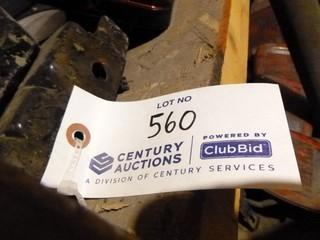 LOT NO
560
CENTURY AUCTIONS
POWERED BY
ClubBid
A DIVISION OF CENTURY SERVICES